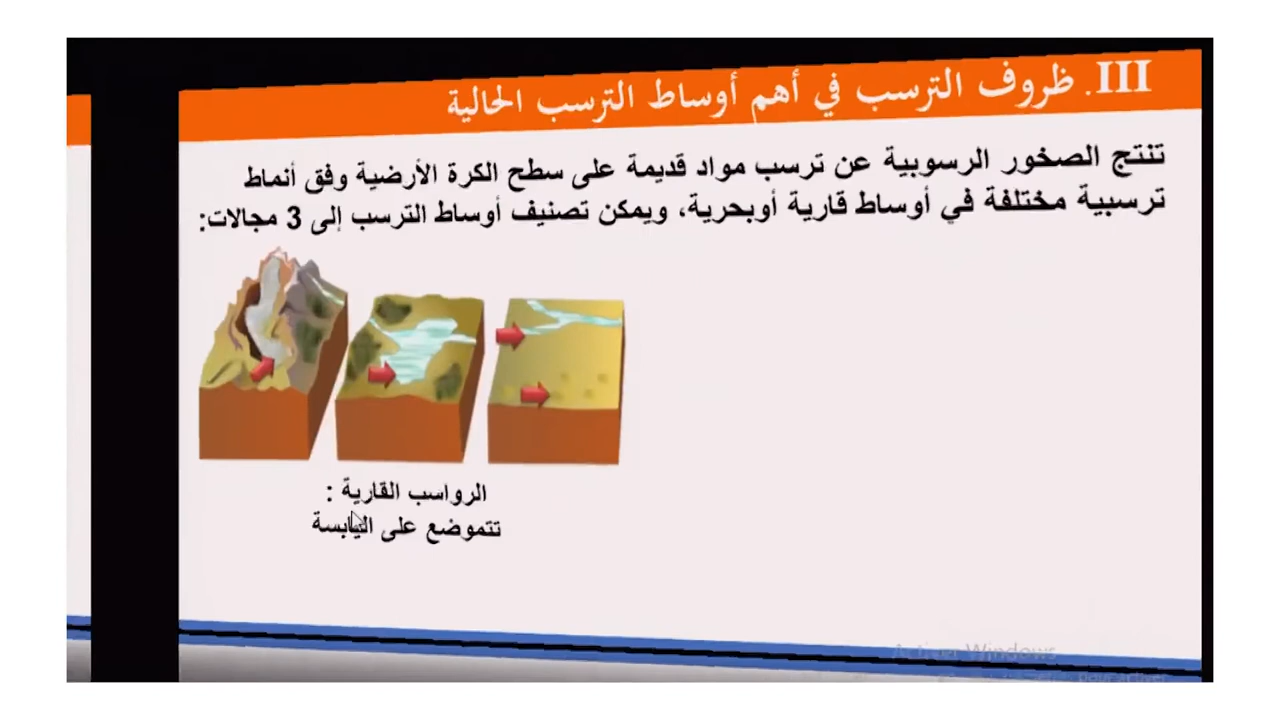 III. ظروف الترسب في أهم أوساط الترسب الحالية
تنتج الصخور الرسوبية عن ترسب مواد قديمة على سطح الكرة الأرضية وفق أنماط
ترسبية مختلفة في أوساط قارية أوبحرية، ويمكن تصنيف أوساط الترسب إلى 3 مجالات:
الرواسب القارية :
تتموضع على اليابسة
Activer Windows